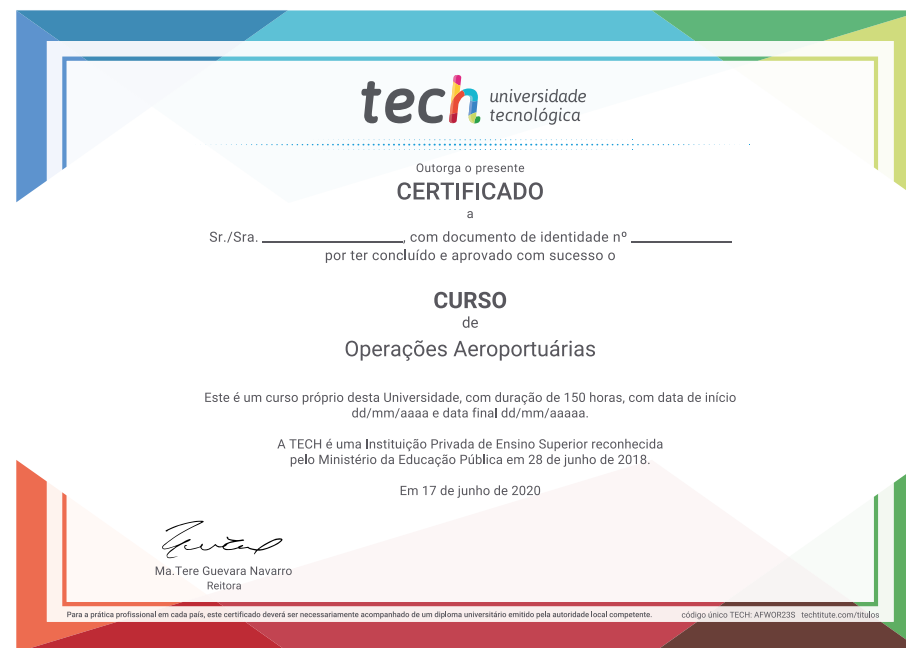 tech universidade
tecnológica
Outorga o presente
CERTIFICADO
a
Sr./Sra. ____________________, com documento de identidade nº ______________
por ter concluído e aprovado com sucesso o
CURSO
de
Operações Aeroportuárias
Este é um curso próprio desta Universidade, com duração de 150 horas, com data de início
dd/mm/aaaa e data final dd/mm/aaaaa.
A TECH é uma Instituição Privada de Ensino Superior reconhecida
pelo Ministério da Educação Pública em 28 de junho de 2018.
Em 17 de junho de 2020
Ma.Tere Guevara Navarro
Reitora
Para a prática profissional em cada país, este certificado deverá ser necessariamente acompanhado de um diploma universitário emitido pela autoridade local competente. código único TECH: AFWOR23S techtitute.com/titulos